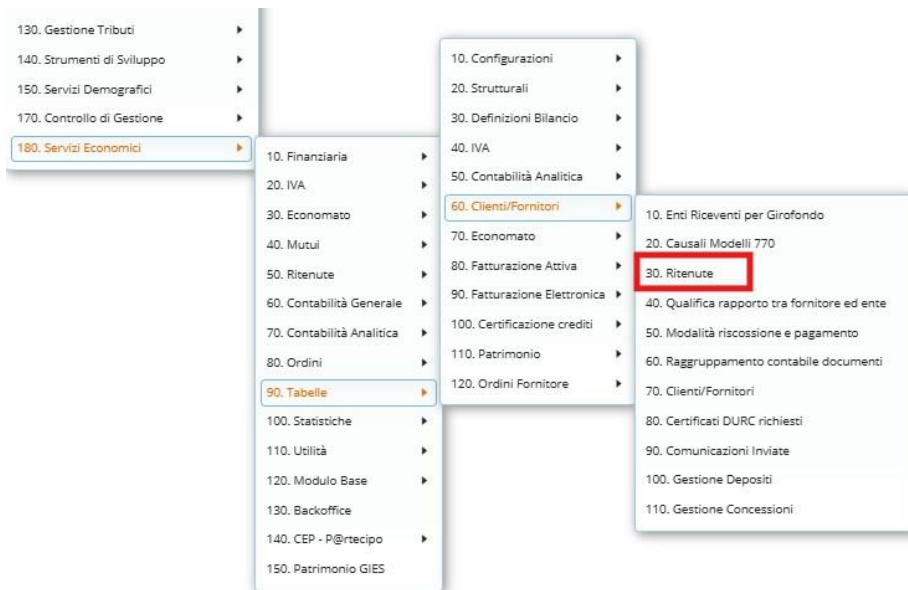 130. Gestione Tributi
140. Strumenti di Sviluppo
150. Servizi Demografici
170. Controllo di Gestione
180. Servizi Economici
10. Finanziaria
20. IVA
30. Economato
40. Mutui
50. Ritenute
60. Contabilità Generale
70. Contabilità Analitica
80. Ordini
90. Tabelle
100. Statistiche
110. Utilità
120. Modulo Base
130. Backoffice
140. CEP - P@rtecipo
150. Patrimonio GIES
10. Configurazioni
20. Strutturali
30. Definizioni Bilancio
40. IVA
50. Contabilità Analitica
60. Clienti/Fornitori
70. Economato
80. Fatturazione Attiva
90. Fatturazione Elettronica
100. Certificazione crediti
110. Patrimonio
120. Ordini Fornitore
10. Enti Riceventi per Girofondo
20. Causali Modelli 770
30. Ritenute
40. Qualifica rapporto tra fornitore ed ente
50. Modalità riscossione e pagamento
60. Raggruppamento contabile documenti
70. Clienti/Fornitori
80. Certificati DURC richiesti
90. Comunicazioni Inviate
100. Gestione Depositi
110. Gestione Concessioni